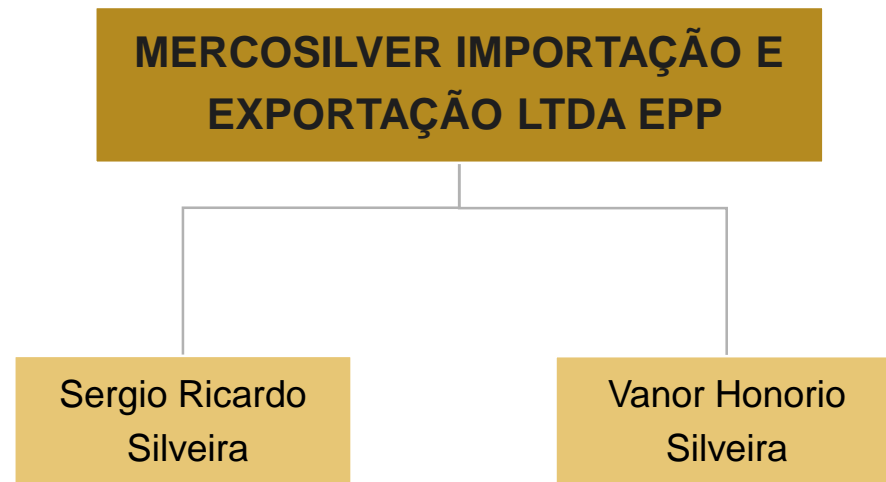 MERCOSILVER IMPORTAÇÃO E
EXPORTAÇÃO LTDA EPP
Sergio Ricardo
Silveira
Vanor Honorio
Silveira